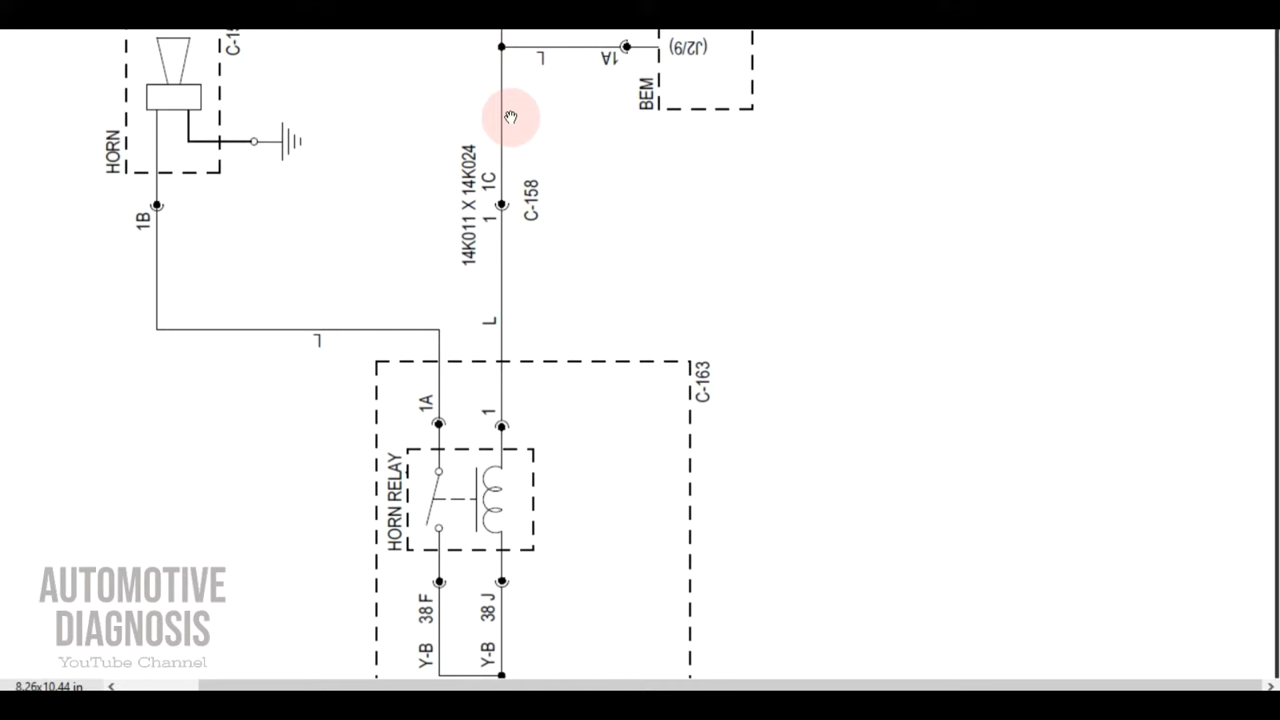 C-15
(J2/9)
L
1A
BEM
HORN
14K011 X 14K024
1C
1
C-158
1B
L
L
C-163
1A
1
HORN RELAY
38 F
38 J
Y-B
Y-B
AUTOMOTIVE
DIAGNOSIS
YouTube Channel
8.26x10.44 in